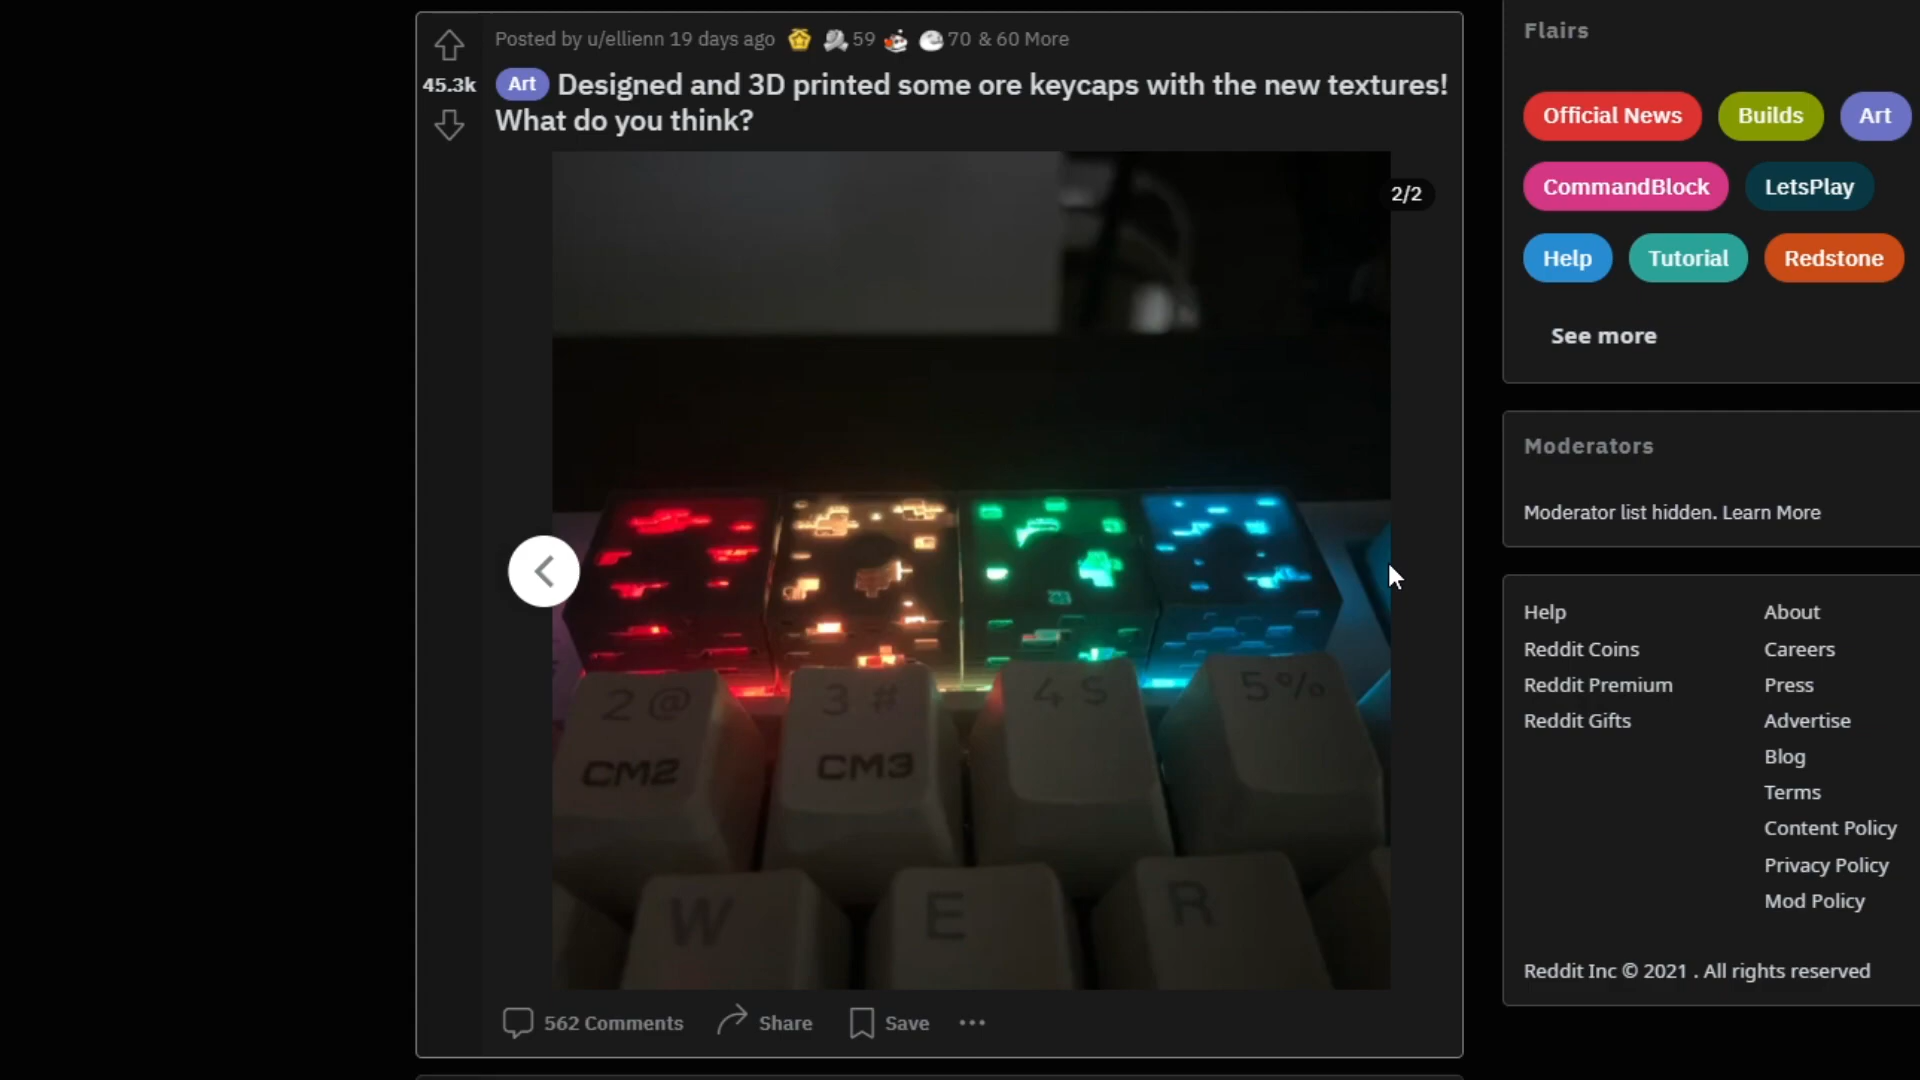 Posted by u/ellienn 19 days ago 59 70 & 60 More
45.3k
Art Designed and 3D printed some ore keycaps with the new textures!
What do you think?
2/2
2 @
CM2
3 #
CM3
4 $
5 %
W
E
R
562 Comments Share Save
Flairs
Official News Builds Art
CommandBlock LetsPlay
Help Tutorial Redstone
See more
Moderators
Moderator list hidden. Learn More
Help
Reddit Coins
Reddit Premium
Reddit Gifts
About
Careers
Press
Advertise
Blog
Terms
Content Policy
Privacy Policy
Mod Policy
Reddit Inc © 2021 . All rights reserved